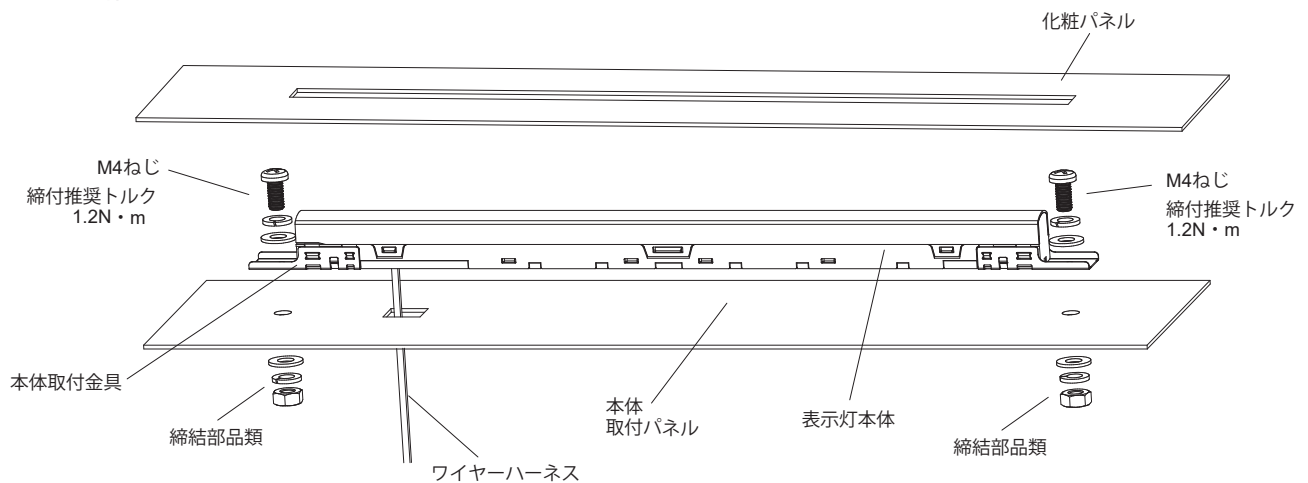 化粧パネル
M4ねじ
締付推奨トルク
1.2N・m
M4ねじ
締付推奨トルク
1.2N・m
本体取付金具
締結部品類
ワイヤーハーネス
本体
取付パネル
表示灯本体
締結部品類